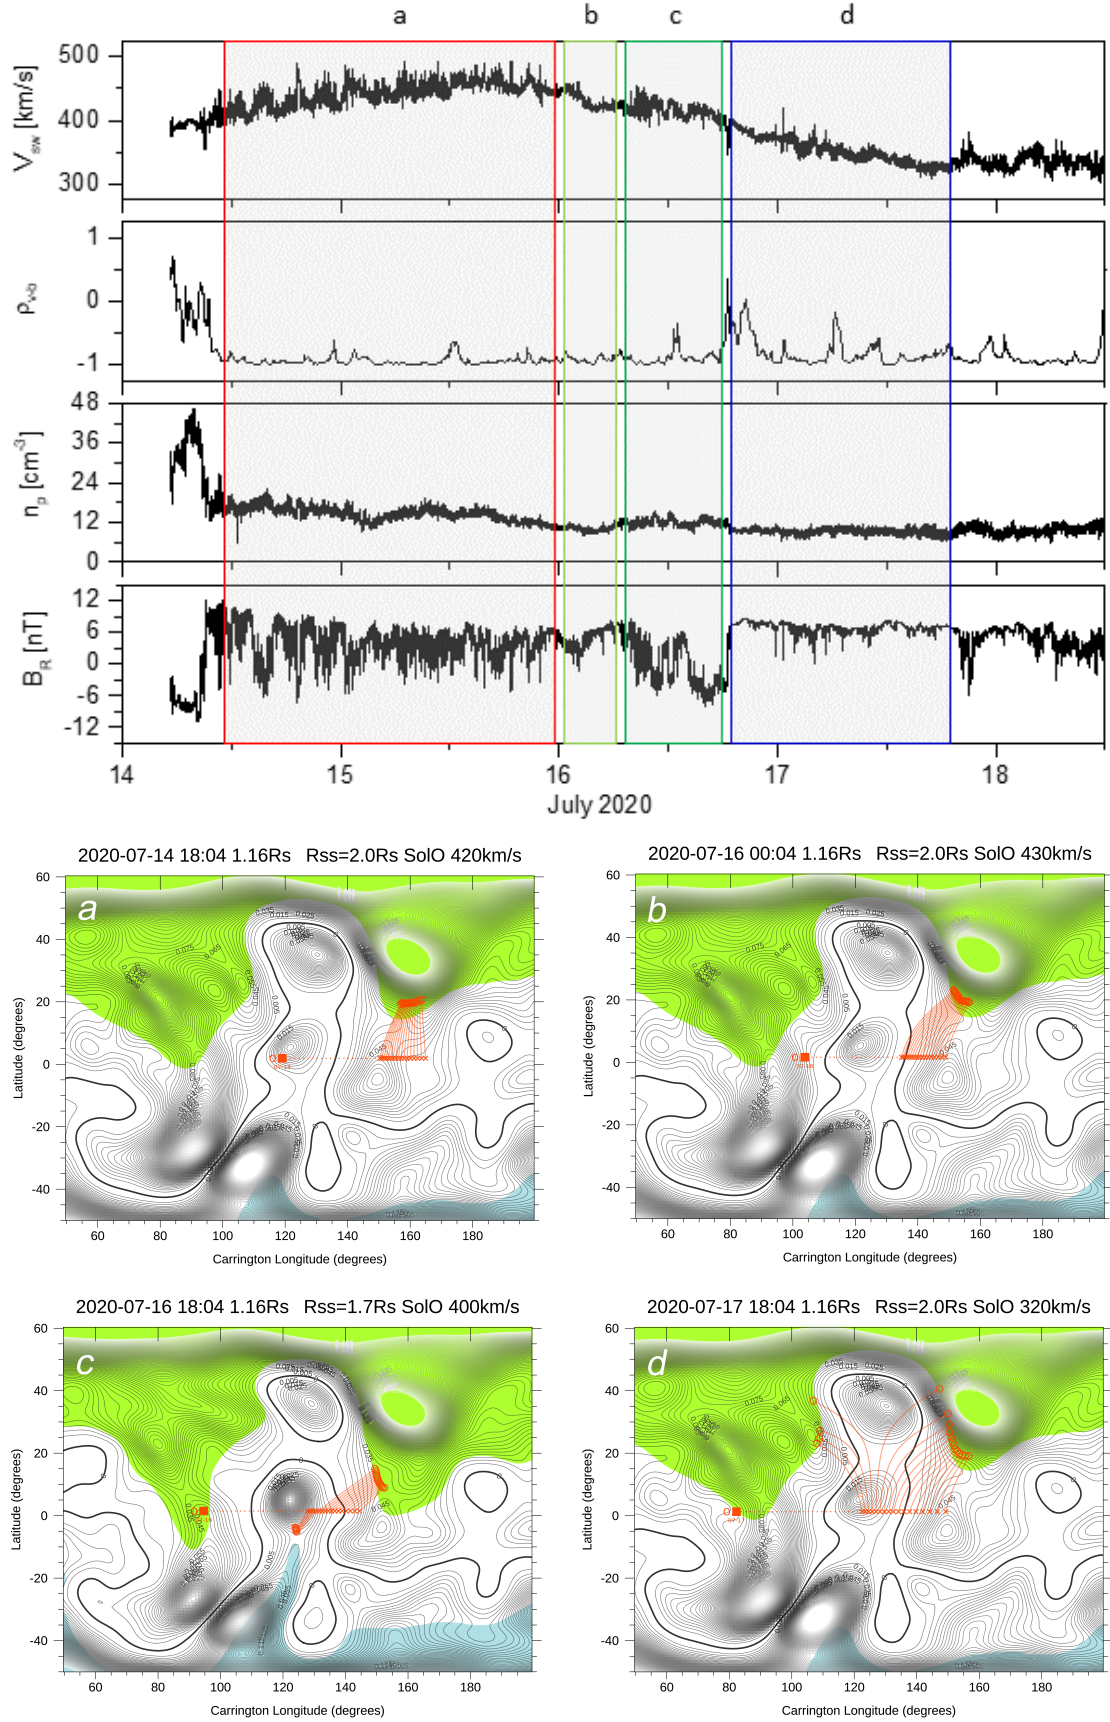 a b c d
500
400
300
V_sw [km/s]
1
0
-1
ρ_v-b
48
36
24
12
0
n_p [cm^-3]
12
6
0
-6
-12
B_R [nT]
14 15 16 17 18
July 2020
2020-07-14 18:04 1.16Rs Rss=2.0Rs SolO 420km/s
a
60
40
20
0
-20
-40
Latitude (degrees)
60 80 100 120 140 160 180
Carrington Longitude (degrees)
2020-07-16 00:04 1.16Rs Rss=2.0Rs SolO 430km/s
b
60
40
20
0
-20
-40
Latitude (degrees)
60 80 100 120 140 160 180
Carrington Longitude (degrees)
2020-07-16 18:04 1.16Rs Rss=1.7Rs SolO 400km/s
c
60
40
20
0
-20
-40
Latitude (degrees)
60 80 100 120 140 160 180
Carrington Longitude (degrees)
2020-07-17 18:04 1.16Rs Rss=2.0Rs SolO 320km/s
d
60
40
20
0
-20
-40
Latitude (degrees)
60 80 100 120 140 160 180
Carrington Longitude (degrees)